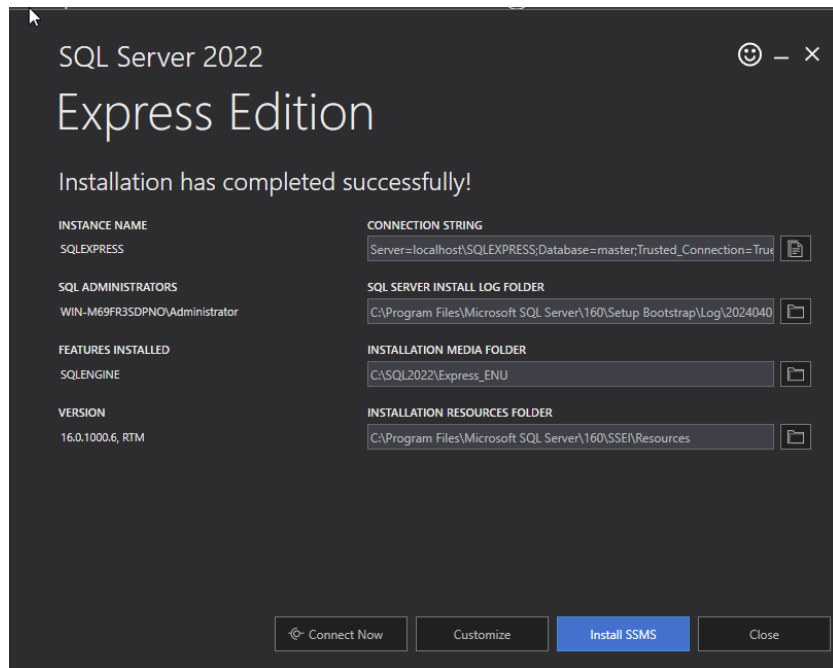 SQL Server 2022
Express Edition
Installation has completed successfully!
INSTANCE NAME
SQLEXPRESS
CONNECTION STRING
Server=localhost\SQLEXPRESS;Database=master;Trusted_Connection=True
SQL ADMINISTRATORS
WIN-M69FR3SDPNO\Administrator
SQL SERVER INSTALL LOG FOLDER
C:\Program Files\Microsoft SQL Server\160\Setup Bootstrap\Log\2024040
FEATURES INSTALLED
SQLENGINE
INSTALLATION MEDIA FOLDER
C:\SQL2022\Express_ENU
VERSION
16.0.1000.6, RTM
INSTALLATION RESOURCES FOLDER
C:\Program Files\Microsoft SQL Server\160\SSEI\Resources
Connect Now
Customize
Install SSMS
Close